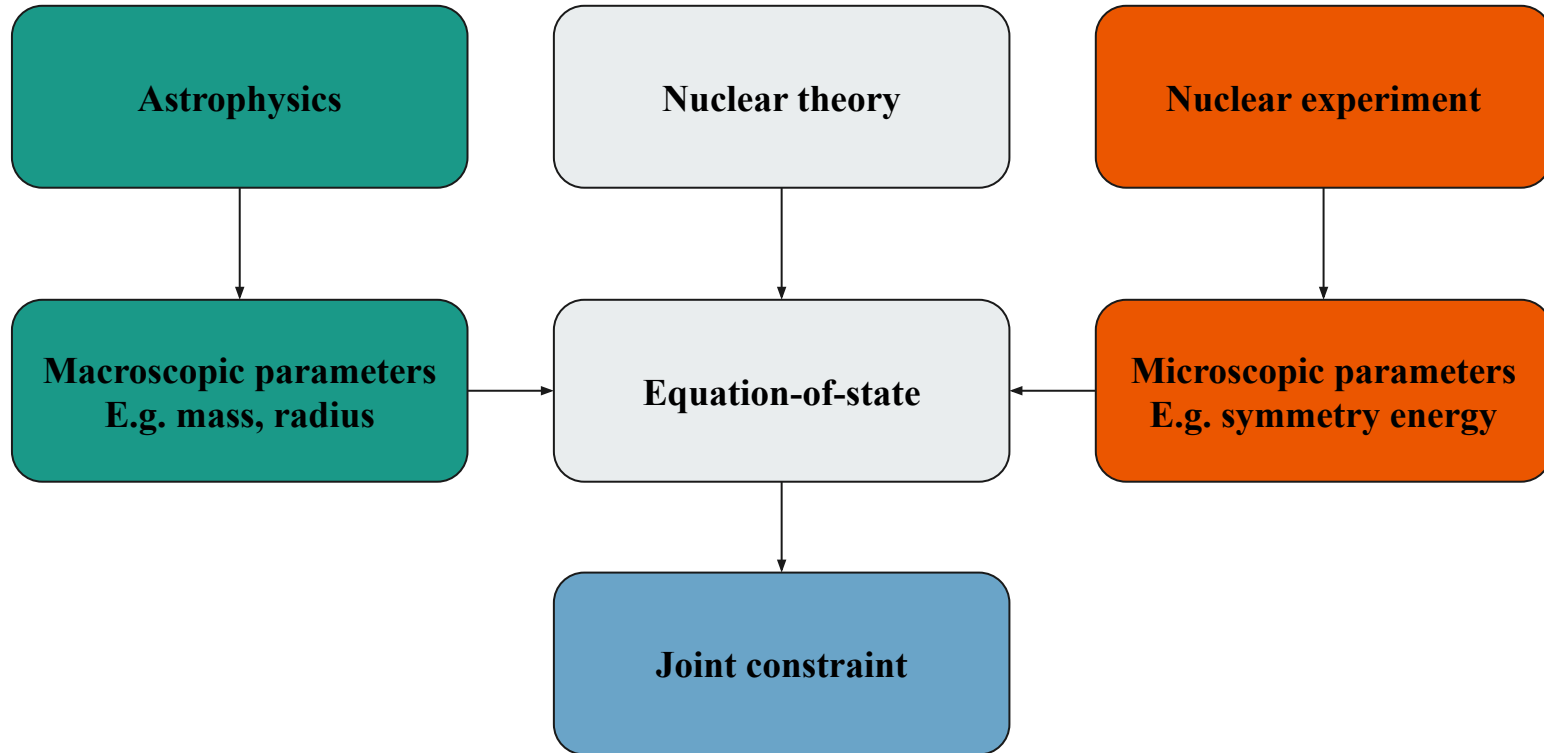 Astrophysics
Nuclear theory
Nuclear experiment
Macroscopic parameters
E.g. mass, radius
Equation-of-state
Microscopic parameters
E.g. symmetry energy
Joint constraint